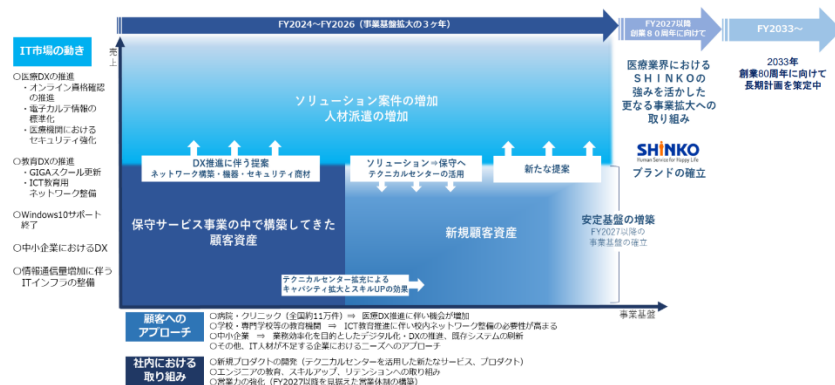 FY2024～FY2026（事業基盤拡大の３ヶ年）
FY2027以降
創業８０周年に向けて
FY2033～
IT市場の動き
○医療DXの推進
・オンライン資格確認
の推進
・電子カルテ情報の
標準化
・医療機関における
セキュリティ強化
○教育DXの推進
・GIGAスクール更新
・ICT教育用
ネットワーク整備
○Windows10サポート
終了
○中小企業におけるDX
○情報通信量増加に伴う
ITインフラの整備
売上
ソリューション案件の増加
人材派遣の増加
DX推進に伴う提案
ネットワーク構築・機器・セキュリティ商材
ソリューション⇒保守へ
テクニカルセンターの活用
新たな提案
保守サービス事業の中で構築してきた
顧客資産
新規顧客資産
テクニカルセンター拡充による
キャパシティ拡大とスキルUPの効果
医療業界における
ＳＨＩＮＫＯの
強みを活かした
更なる事業拡大への
取り組み
SHINKO
Human Service for Happy Life
ブランドの確立
安定基盤の増築
FY2027以降の
事業基盤の確立
2033年
創業80周年に向けて
長期計画を策定中
事業基盤
顧客への
アプローチ
○病院・クリニック（全国約11万件）⇒ 医療DX推進に伴い機会が増加
○学校・専門学校等の教育機関 ⇒ ICT教育推進に伴い校内ネットワーク整備の必要性が高まる
○中小企業 ⇒ 業務効率化を目的としたデジタル化・DXの推進、既存システムの刷新
○その他、IT人材が不足する企業におけるニーズへのアプローチ
社内における
取り組み
○新規プロダクトの開発（テクニカルセンターを活用した新たなサービス、プロダクト）
○エンジニアの教育、スキルアップ、リテンションへの取り組み
○営業力の強化（FY2027以降を見据えた営業体制の構築）